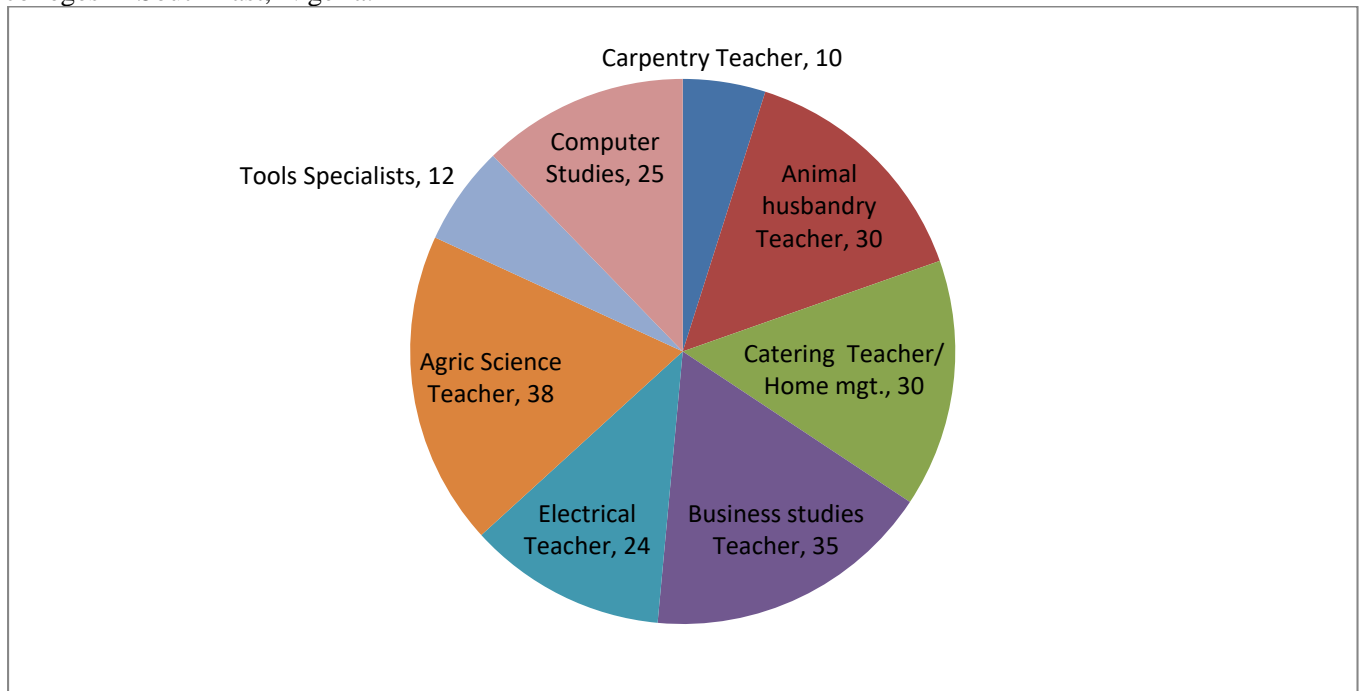 Carpentry Teacher, 10
Computer
Studies, 25
Animal
husbandry
Teacher, 30
Tools Specialists, 12
Catering Teacher/
Home mgt., 30
Agric Science
Teacher, 38
Electrical
Teacher, 24
Business studies
Teacher, 35